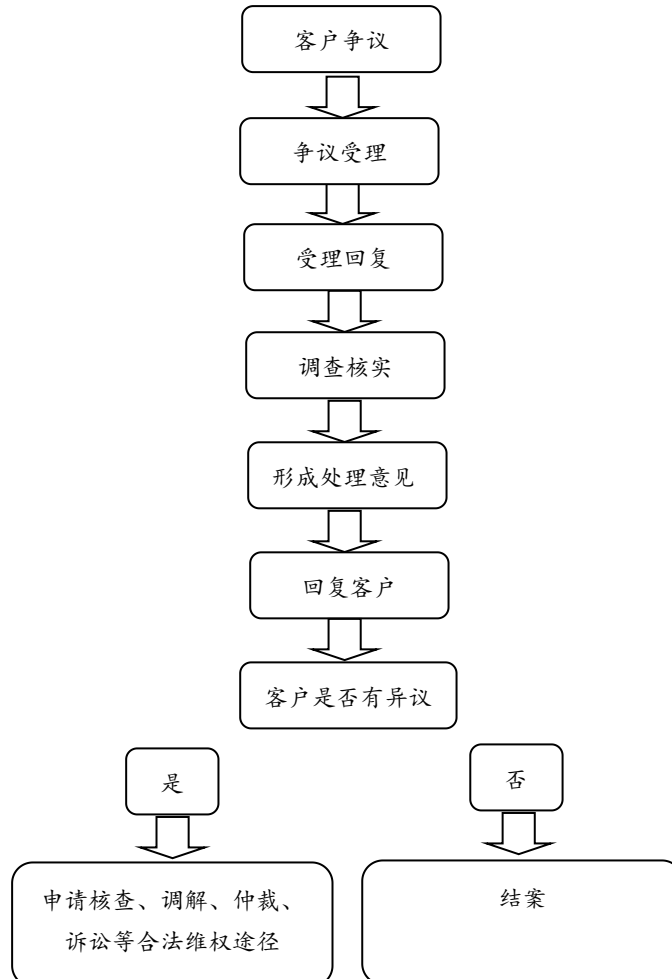 客户争议
争议受理
受理回复
调查核实
形成处理意见
回复客户
客户是否有异议
是
否
申请核查、调解、仲裁、
诉讼等合法维权途径
结案